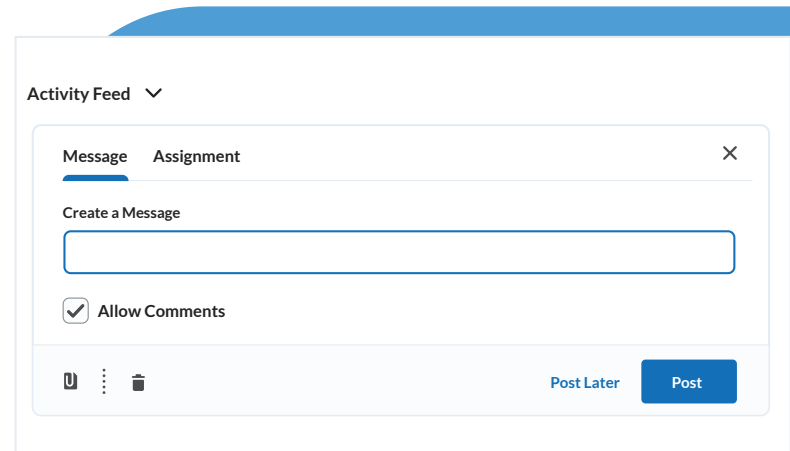 Activity Feed
Message Assignment
Create a Message
Allow Comments
Post Later Post